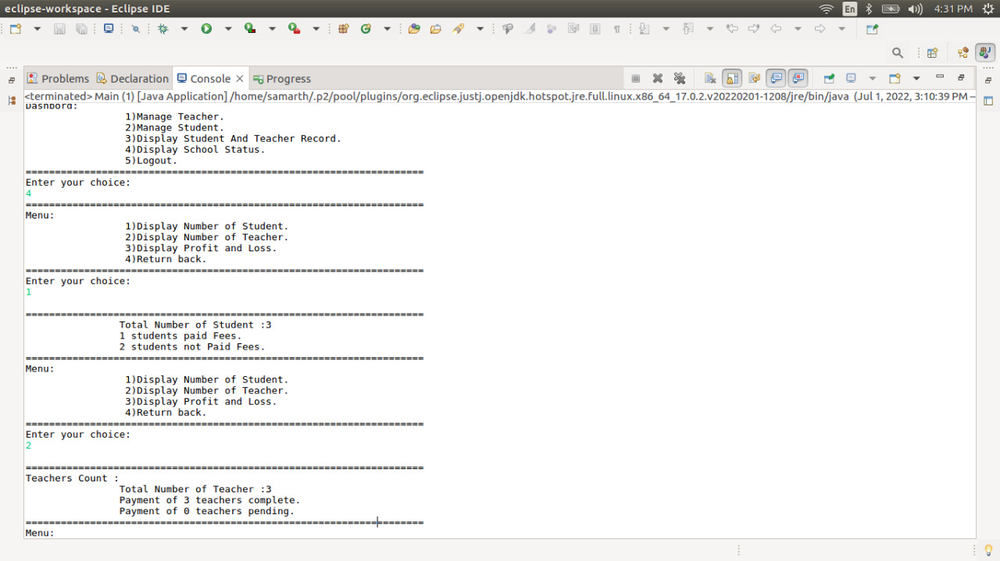 eclipse-workspace - Eclipse IDE
En
4:31 PM
Problems Declaration Console Progress
<terminated> Main (1) [Java Application] /home/samarth/.p2/pool/plugins/org.eclipse.justj.openjdk.hotspot.jre.full.linux.x86_64_17.0.2.v20220201-1208/jre/bin/java (Jul 1, 2022, 3:10:39 PM –
Dashbord:
1)Manage Teacher.
2)Manage Student.
3)Display Student And Teacher Record.
4)Display School Status.
5)Logout.
====================================================================
Enter your choice:
4
====================================================================
Menu:
1)Display Number of Student.
2)Display Number of Teacher.
3)Display Profit and Loss.
4)Return back.
====================================================================
Enter your choice:
1
====================================================================
Total Number of Student :3
1 students paid Fees.
2 students not Paid Fees.
====================================================================
Menu:
1)Display Number of Student.
2)Display Number of Teacher.
3)Display Profit and Loss.
4)Return back.
====================================================================
Enter your choice:
2
====================================================================
Teachers Count :
Total Number of Teacher :3
Payment of 3 teachers complete.
Payment of 0 teachers pending.
====================================================================
Menu: